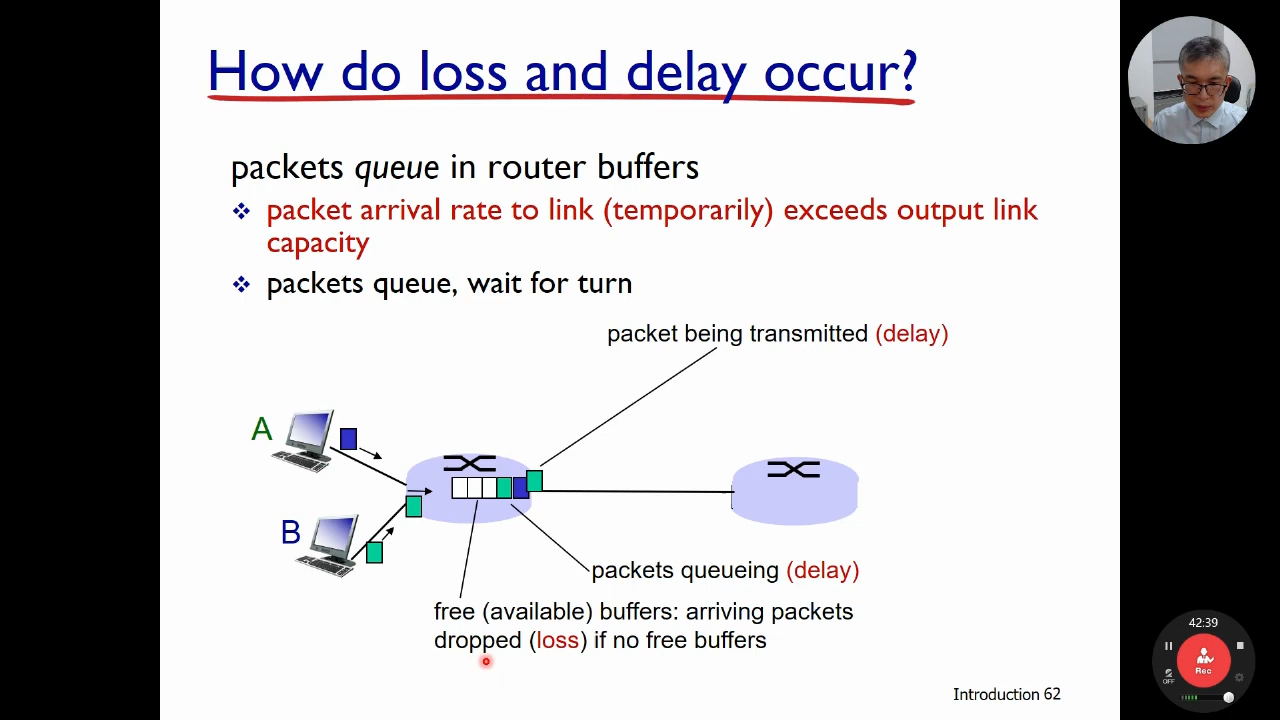 How do loss and delay occur?
packets queue in router buffers
packet arrival rate to link (temporarily) exceeds output link
capacity
packets queue, wait for turn
packet being transmitted (delay)
A
B
packets queueing (delay)
free (available) buffers: arriving packets
dropped (loss) if no free buffers
Introduction 62
42:39
Rec
OFF